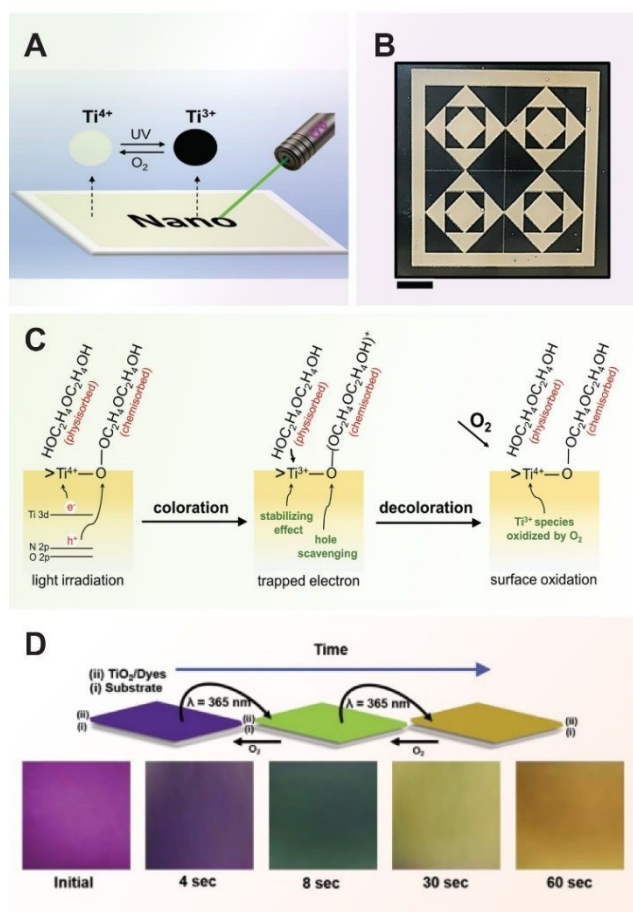 A
Ti⁴⁺
Ti³⁺
UV
O₂
Nano
B
C
HOC₂H₄OC₂H₄OH
(physisorbed)
OC₂H₄OC₂H₄OH
(chemisorbed)
>Ti⁴⁺—O
e⁻
Ti 3d
h⁺
N 2p
O 2p
light irradiation
coloration
HOC₂H₄OC₂H₄OH
(physisorbed)
(OC₂H₄OC₂H₄OH)⁺
(chemisorbed)
>Ti³⁺—O
stabilizing
effect
hole
scavenging
trapped electron
decoloration
O₂
HOC₂H₄OC₂H₄OH
(physisorbed)
OC₂H₄OC₂H₄OH
(chemisorbed)
>Ti⁴⁺—O
Ti³⁺ species
oxidized by O₂
surface oxidation
D
Time
(ii) TiO₂/Dyes
(i) Substrate
λ = 365 nm
λ = 365 nm
(ii)
(i)
(ii)
(i)
(ii)
(i)
O₂
O₂
Initial
4 sec
8 sec
30 sec
60 sec